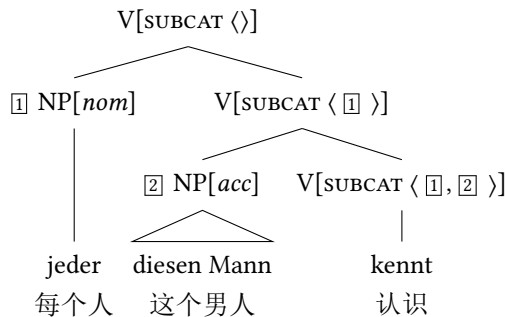 V[SUBCAT ⟨⟩]
1 NP[nom] V[SUBCAT ⟨ 1 ⟩]
2 NP[acc] V[SUBCAT ⟨ 1, 2 ⟩]
jeder diesen Mann kennt
每个人 这个男人 认识